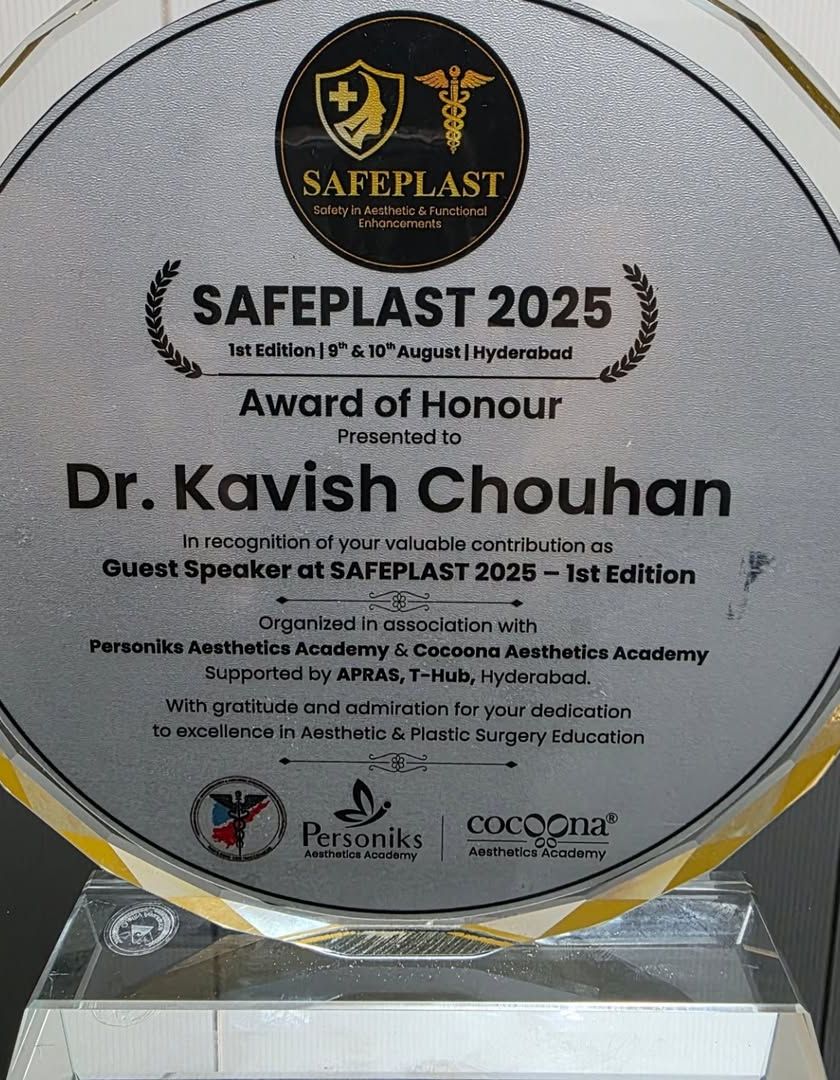 SAFEPLAST
Safety in Aesthetic & Functional
Enhancements
SAFEPLAST 2025
1st Edition | 9th & 10th August | Hyderabad
Award of Honour
Presented to
Dr. Kavish Chouhan
In recognition of your valuable contribution as
Guest Speaker at SAFEPLAST 2025 – 1st Edition
Organized in association with
Personiks Aesthetics Academy & Cocoona Aesthetics Academy
Supported by APRAS, T-Hub, Hyderabad.
With gratitude and admiration for your dedication
to excellence in Aesthetic & Plastic Surgery Education
Personiks
Aesthetics Academy
cocoona®
Aesthetics Academy